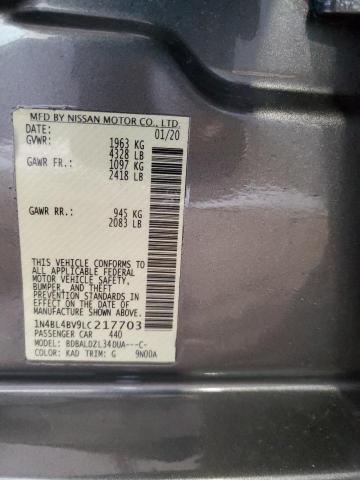 MFD BY NISSAN MOTOR CO., LTD.
DATE: 01/20
GVWR: 1963 KG
4328 LB
GAWR FR.: 1097 KG
2418 LB
GAWR RR.: 945 KG
2083 LB
THIS VEHICLE CONFORMS TO
ALL APPLICABLE FEDERAL
MOTOR VEHICLE SAFETY,
BUMPER, AND THEFT
PREVENTION STANDARDS IN
EFFECT ON THE DATE OF
MANUFACTURE SHOWN ABOVE.
1N4BL4BV9LC217703
PASSENGER CAR 440
MODEL: BDBALDZL34DUA---C-
COLOR: KAD TRIM: G 9N00A